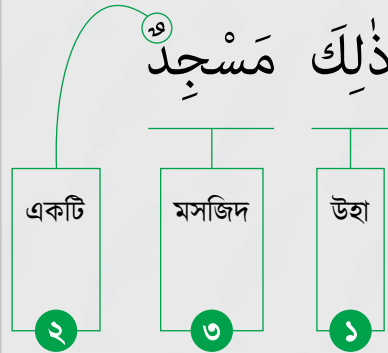 ذٰلِكَ مَسْجِدٌ
একটি মসজিদ উহা
২ ৩ ১